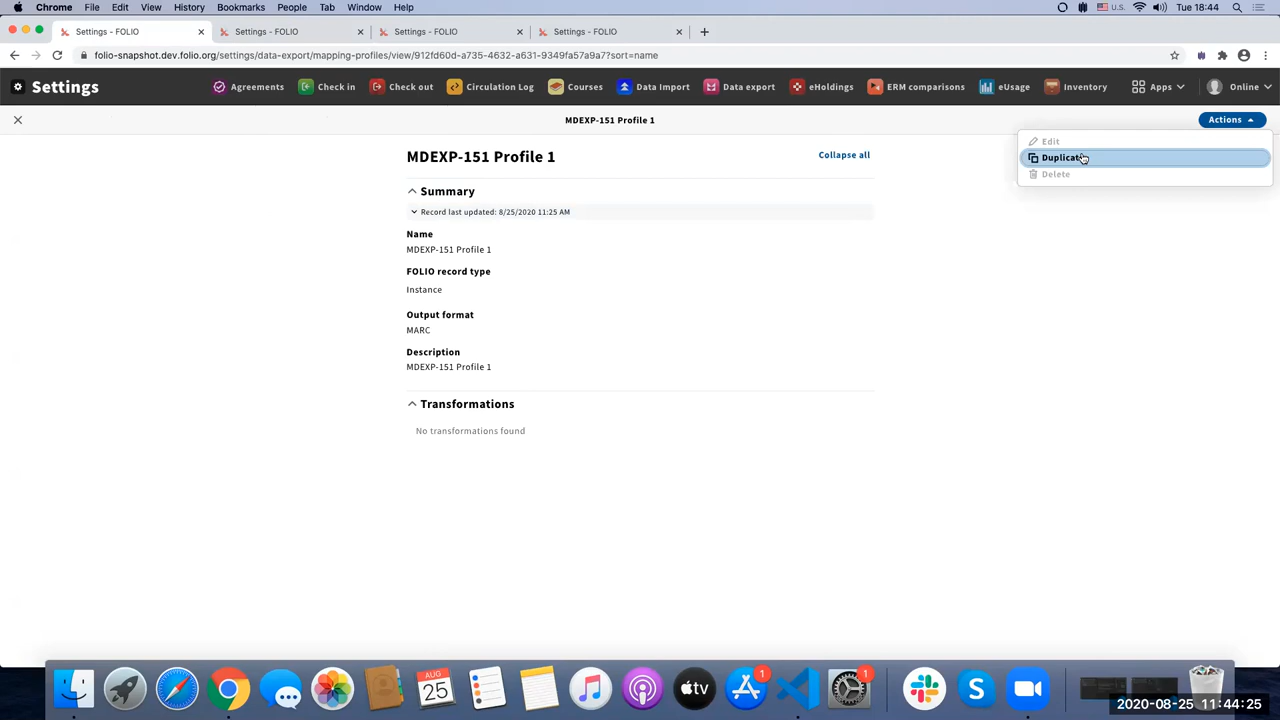 Chrome File Edit View History Bookmarks People Tab Window Help U.S. Tue 18:44
Settings - FOLIO Settings - FOLIO Settings - FOLIO Settings - FOLIO
folio-snapshot.dev.folio.org/settings/data-export/mapping-profiles/view/912fd60d-a735-4632-a631-9349fa57a9a7?sort=name
Settings Agreements Check in Check out Circulation Log Courses Data Import Data export eHoldings ERM comparisons eUsage Inventory Apps Online
MDEXP-151 Profile 1 Actions
Edit
Duplicate
Delete
MDEXP-151 Profile 1 Collapse all
Summary
Record last updated: 8/25/2020 11:25 AM
Name
MDEXP-151 Profile 1
FOLIO record type
Instance
Output format
MARC
Description
MDEXP-151 Profile 1
Transformations
No transformations found
AUG
25
tv
1
1
2020-08-25 11:44:25